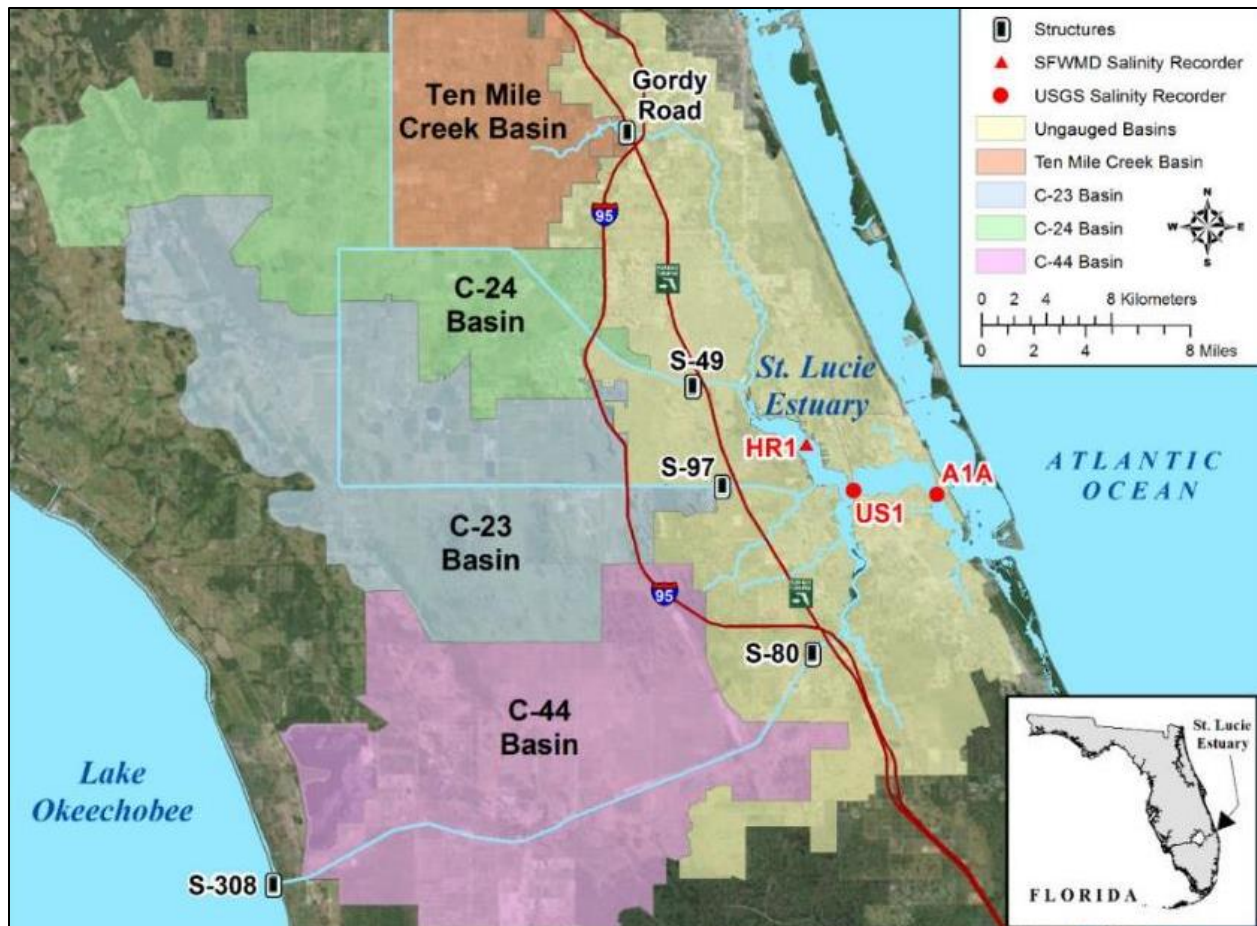 Ten Mile
Creek Basin
Gordy
Road
95
C-24
Basin
S-49
St. Lucie
Estuary
HR1
S-97
A1A
US1
ATLANTIC
OCEAN
C-23
Basin
95
S-80
C-44
Basin
Lake
Okeechobee
S-308
Structures
SFWMD Salinity Recorder
USGS Salinity Recorder
Ungauged Basins
Ten Mile Creek Basin
C-23 Basin
C-24 Basin
C-44 Basin
N
W E
S
0 2 4 8 Kilometers
0 2 4 8 Miles
St. Lucie
Estuary
FLORIDA